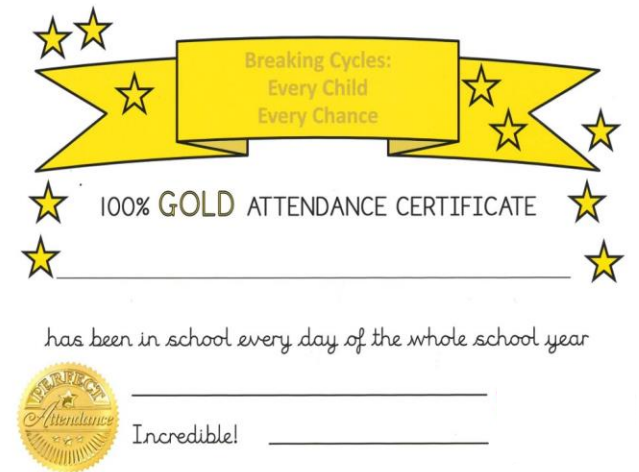 Breaking Cycles:
Every Child
Every Chance
100% GOLD ATTENDANCE CERTIFICATE
has been in school every day of the whole school year
PERFECT
Attendance
Incredible!